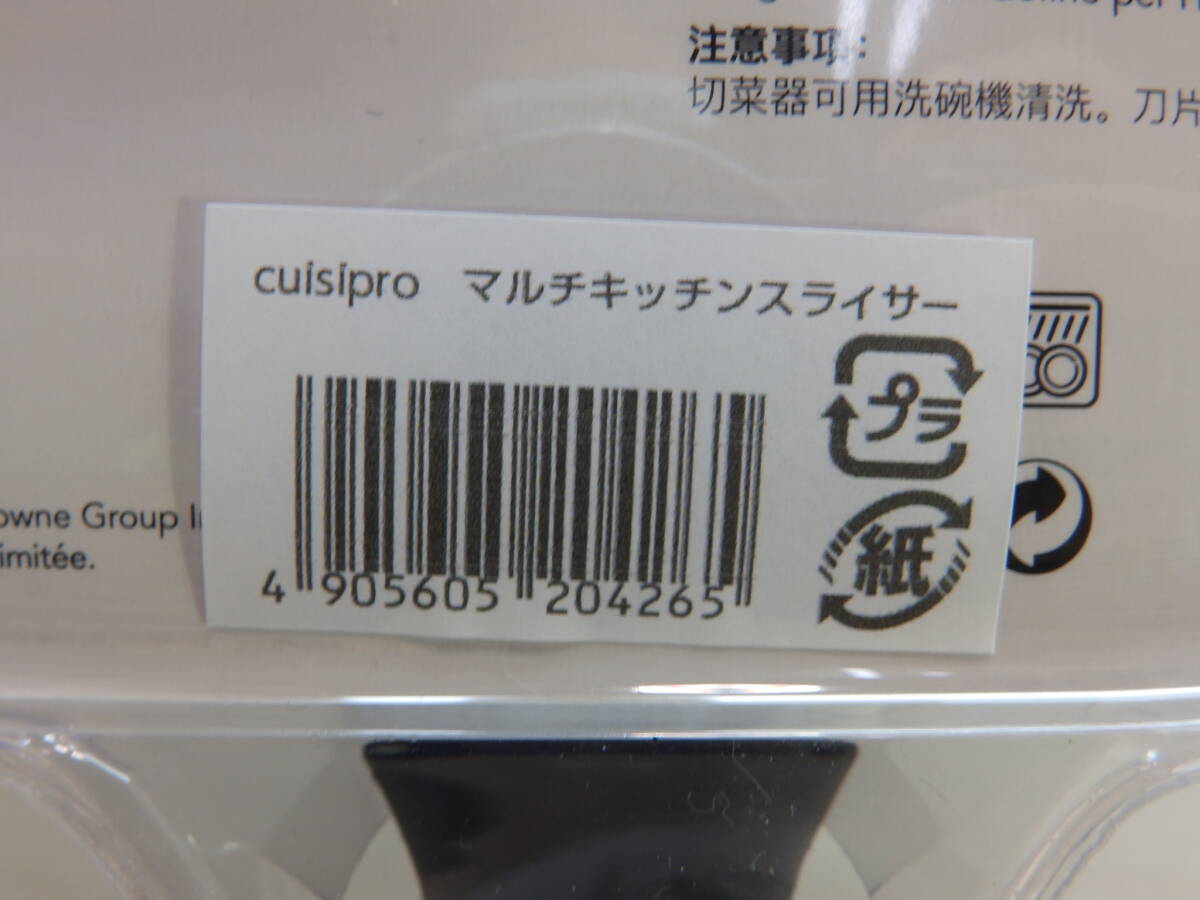 注意事項:
切菜器可用洗碗機清洗。刀片
cuisipro マルチキッチンスライサー
プラ
紙
4 905605 204265
owne Group I
imitée.